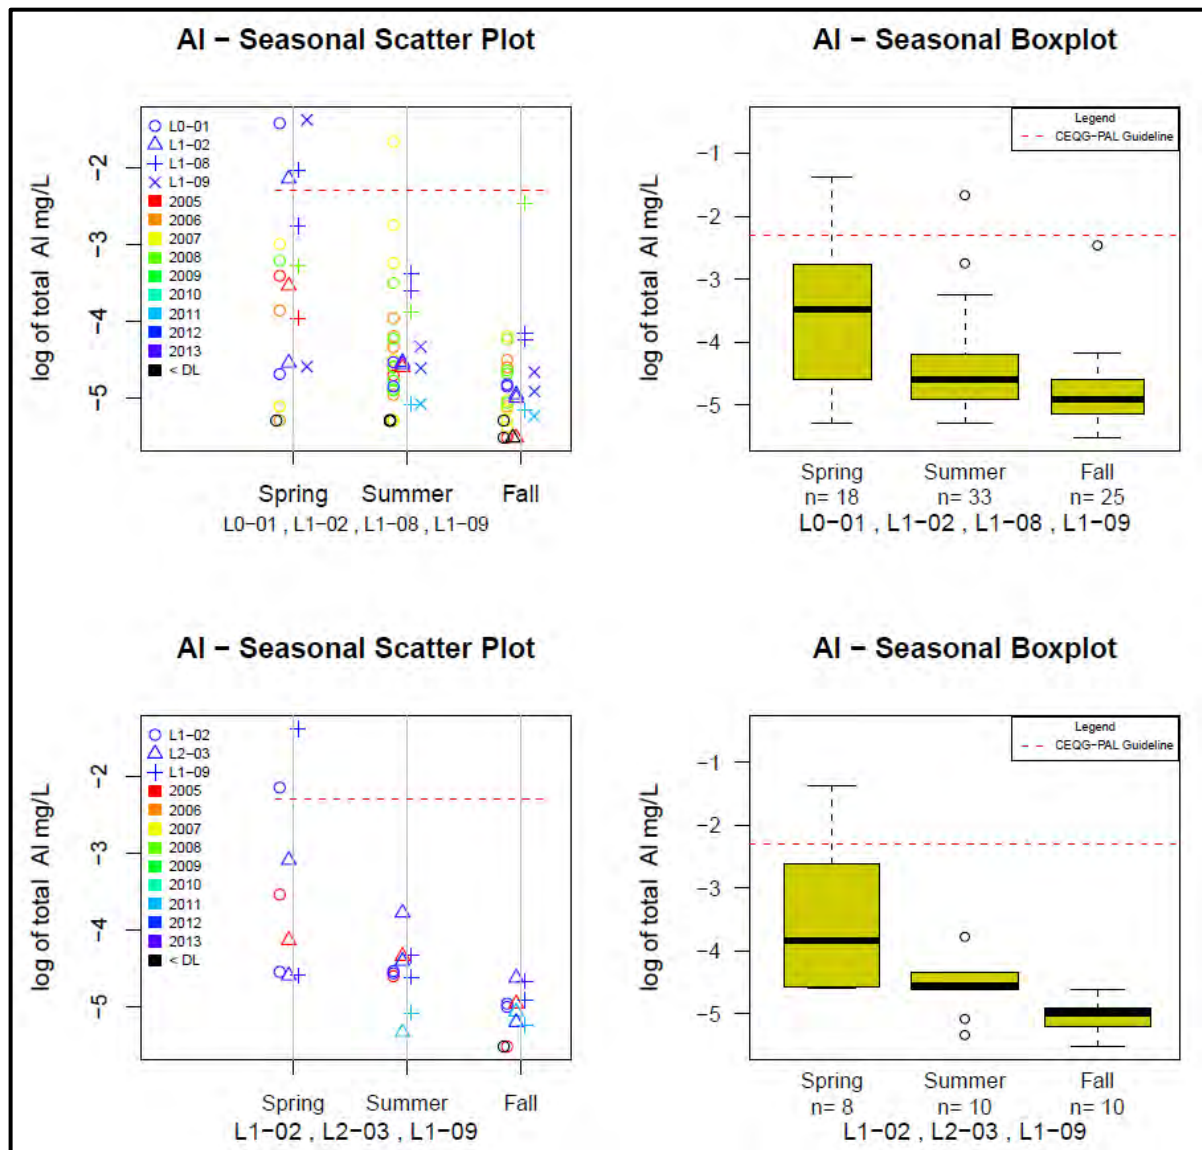 Al − Seasonal Scatter Plot
log of total Al mg/L
−2
−3
−4
−5
L0−01
L1−02
L1−08
L1−09
2005
2006
2007
2008
2009
2010
2011
2012
2013
< DL
Spring Summer Fall
L0−01 , L1−02 , L1−08 , L1−09
Al − Seasonal Boxplot
log of total Al mg/L
−1
−2
−3
−4
−5
Legend
CEQG−PAL Guideline
Spring Summer Fall
n= 18 n= 33 n= 25
L0−01 , L1−02 , L1−08 , L1−09
Al − Seasonal Scatter Plot
log of total Al mg/L
−2
−3
−4
−5
L1−02
L2−03
L1−09
2005
2006
2007
2008
2009
2010
2011
2012
2013
< DL
Spring Summer Fall
L1−02 , L2−03 , L1−09
Al − Seasonal Boxplot
log of total Al mg/L
−1
−2
−3
−4
−5
Legend
CEQG−PAL Guideline
Spring Summer Fall
n= 8 n= 10 n= 10
L1−02 , L2−03 , L1−09